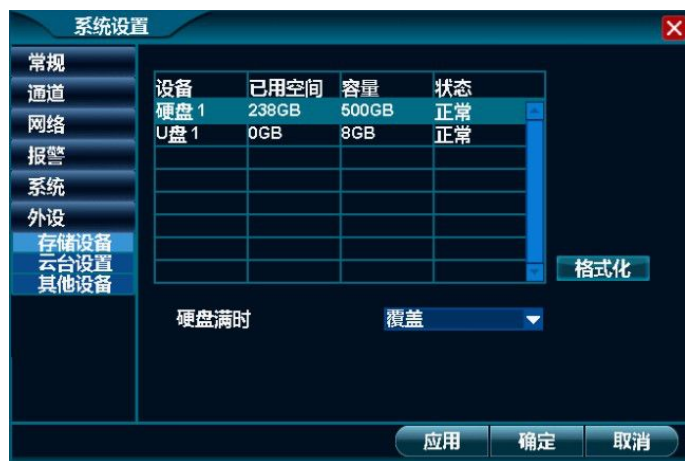 系统设置
常规
通道
网络
报警
系统
外设
存储设备
云台设置
其他设备
设备 已用空间 容量 状态
硬盘 1 238GB 500GB 正常
U盘 1 0GB 8GB 正常
格式化
硬盘满时 覆盖
应用 确定 取消